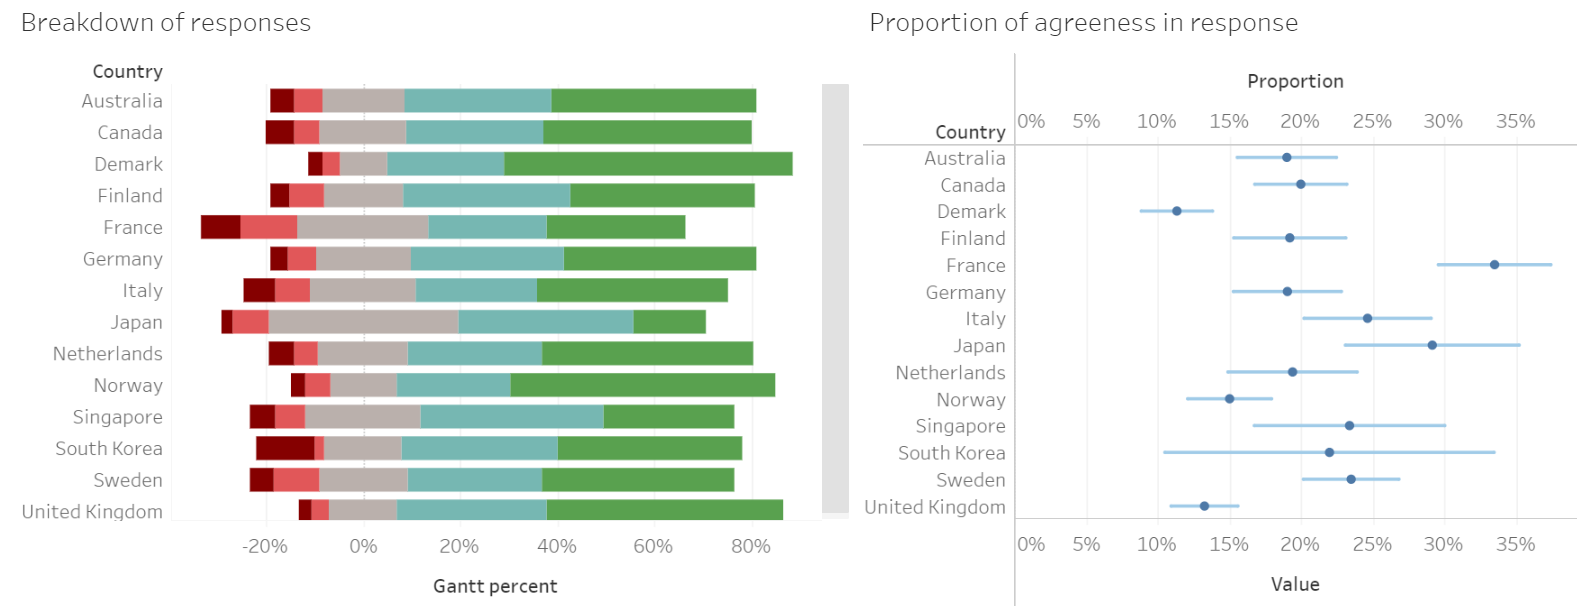 Breakdown of responses
Country
Australia
Canada
Demark
Finland
France
Germany
Italy
Japan
Netherlands
Norway
Singapore
South Korea
Sweden
United Kingdom
-20% 0% 20% 40% 60% 80%
Gantt percent
Proportion of agreeness in response
Proportion
0% 5% 10% 15% 20% 25% 30% 35%
Country
Australia
Canada
Demark
Finland
France
Germany
Italy
Japan
Netherlands
Norway
Singapore
South Korea
Sweden
United Kingdom
0% 5% 10% 15% 20% 25% 30% 35%
Value